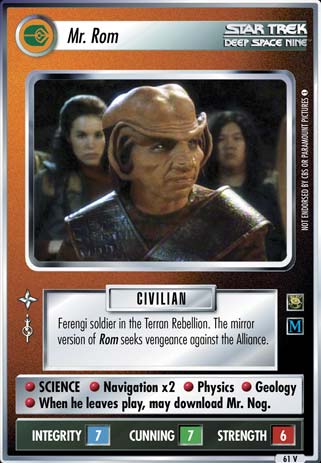 Mr. Rom
STAR TREK
DEEP SPACE NINE
NOT ENDORSED BY CBS OR PARAMOUNT PICTURES
CIVILIAN
M
Ferengi soldier in the Terran Rebellion. The mirror
version of Rom seeks vengeance against the Alliance.
• SCIENCE • Navigation x2 • Physics • Geology
• When he leaves play, may download Mr. Nog.
INTEGRITY 7 CUNNING 7 STRENGTH 6
61 V